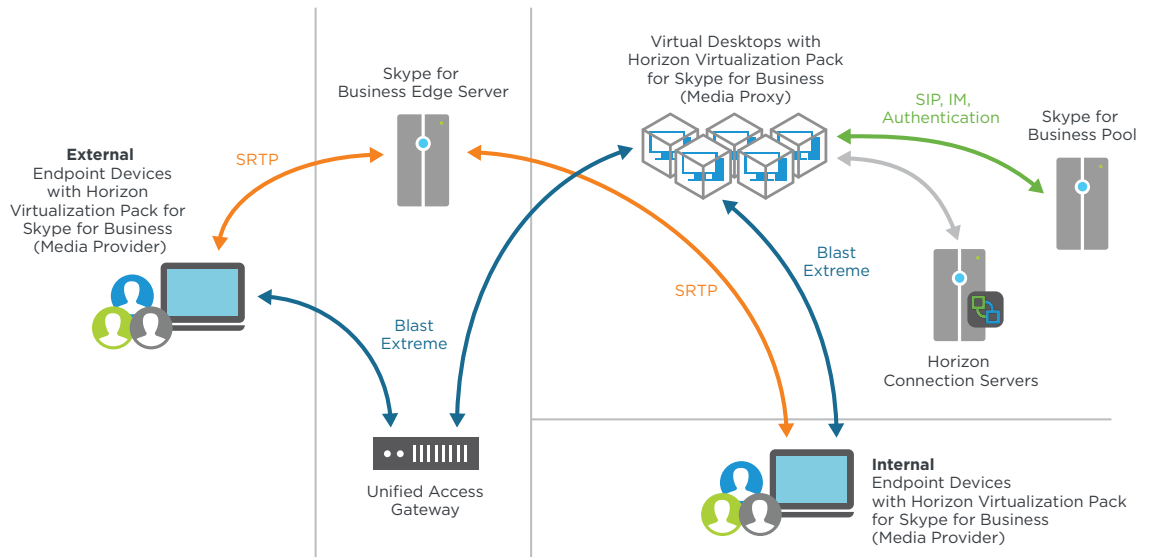 External
Endpoint Devices
with Horizon
Virtualization Pack for
Skype for Business
(Media Provider)
SRTP
Skype for
Business Edge Server
Virtual Desktops with
Horizon Virtualization Pack
for Skype for Business
(Media Proxy)
SIP, IM,
Authentication
Skype for
Business Pool
Blast
Extreme
SRTP
Blast
Extreme
Horizon
Connection Servers
Unified Access
Gateway
Internal
Endpoint Devices
with Horizon Virtualization Pack
for Skype for Business
(Media Provider)